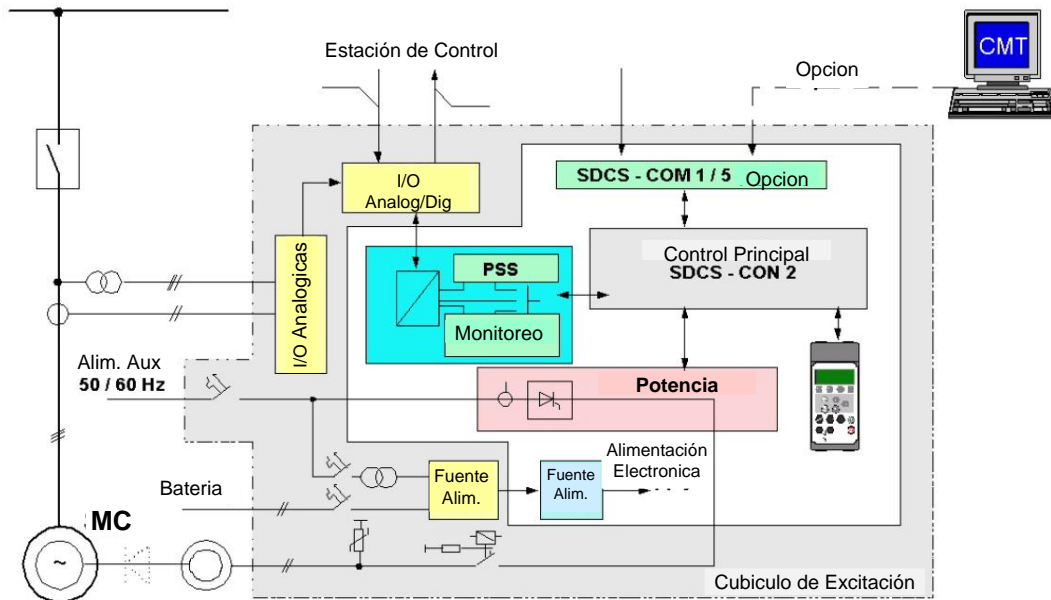 Estación de Control
Opcion
CMT
I/O
Analog/Dig
SDCS - COM 1 / 5 Opcion
I/O Analogicas
PSS
Monitoreo
Control Principal
SDCS - CON 2
Alim. Aux
50 / 60 Hz
Potencia
Bateria
Fuente
Alim.
Fuente
Alim.
Alimentación
Electronica
MC
~
Cubiculo de Excitación